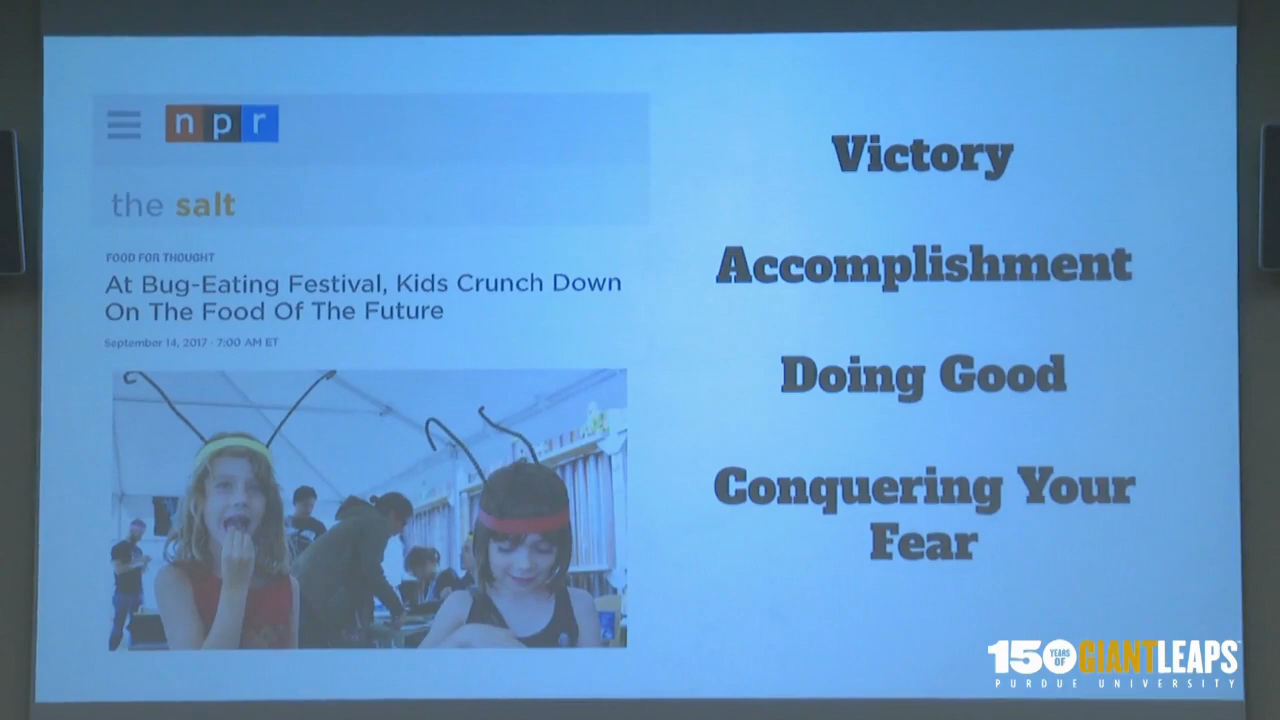 npr
the salt
FOOD FOR THOUGHT
At Bug-Eating Festival, Kids Crunch Down
On The Food Of The Future
September 14, 2017 · 7:00 AM ET
Victory
Accomplishment
Doing Good
Conquering Your
Fear
150 YEARS OF GIANT LEAPS
PURDUE UNIVERSITY